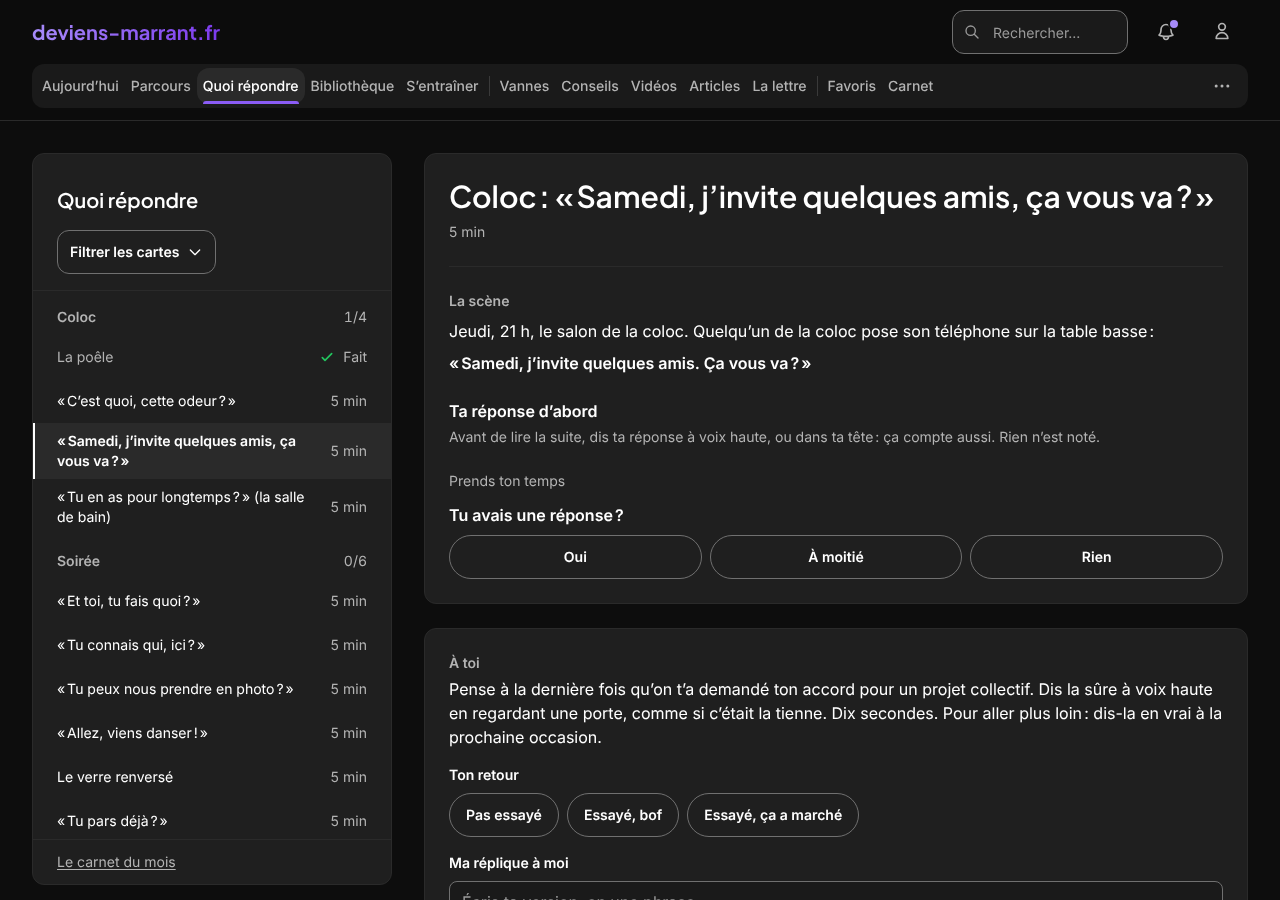 deviens-marrant.fr
Rechercher...
Aujourd’hui Parcours Quoi répondre Bibliothèque S’entraîner Vannes Conseils Vidéos Articles La lettre Favoris Carnet
Quoi répondre
Filtrer les cartes
Coloc 1/4
La poêle Fait
« C’est quoi, cette odeur ? » 5 min
« Samedi, j’invite quelques amis, ça
vous va ? » 5 min
« Tu en as pour longtemps ? » (la salle
de bain) 5 min
Soirée 0/6
« Et toi, tu fais quoi ? » 5 min
« Tu connais qui, ici ? » 5 min
« Tu peux nous prendre en photo ? » 5 min
« Allez, viens danser ! » 5 min
Le verre renversé 5 min
« Tu pars déjà ? » 5 min
Le carnet du mois
Coloc : « Samedi, j’invite quelques amis, ça vous va ? »
5 min
La scène
Jeudi, 21 h, le salon de la coloc. Quelqu’un de la coloc pose son téléphone sur la table basse :
« Samedi, j’invite quelques amis. Ça vous va ? »
Ta réponse d’abord
Avant de lire la suite, dis ta réponse à voix haute, ou dans ta tête : ça compte aussi. Rien n’est noté.
Prends ton temps
Tu avais une réponse ?
Oui À moitié Rien
À toi
Pense à la dernière fois qu’on t’a demandé ton accord pour un projet collectif. Dis la sûre à voix haute
en regardant une porte, comme si c’était la tienne. Dix secondes. Pour aller plus loin : dis-la en vrai à la
prochaine occasion.
Ton retour
Pas essayé Essayé, bof Essayé, ça a marché
Ma réplique à moi